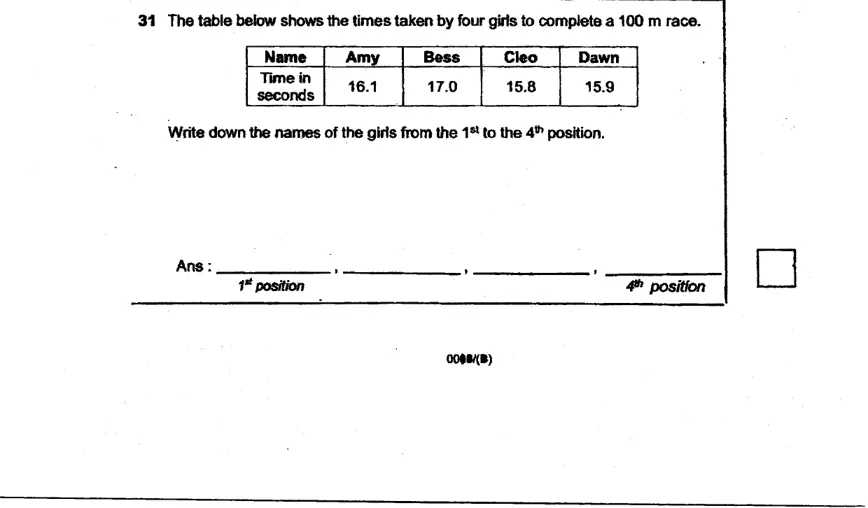 31 The table below shows the times taken by four girls to complete a 100 m race.
Name Amy Bess Cleo Dawn
Time in seconds 16.1 17.0 15.8 15.9
Write down the names of the girls from the 1st to the 4th position.
Ans : ____________ , ____________ , ____________ , ____________
1st position 4th position